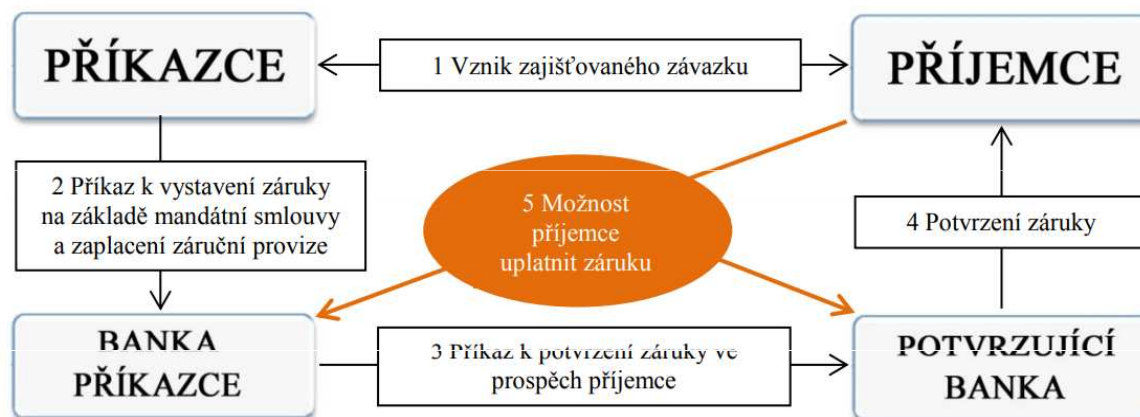 PŘÍKAZCE
1 Vznik zajišťovaného závazku
PŘÍJEMCE
2 Příkaz k vystavení záruky
na základě mandátní smlouvy
a zaplacení záruční provize
5 Možnost
příjemce
uplatnit záruku
4 Potvrzení záruky
BANKA
PŘÍKAZCE
3 Příkaz k potvrzení záruky ve
prospěch příjemce
POTVRZUJÍCÍ
BANKA